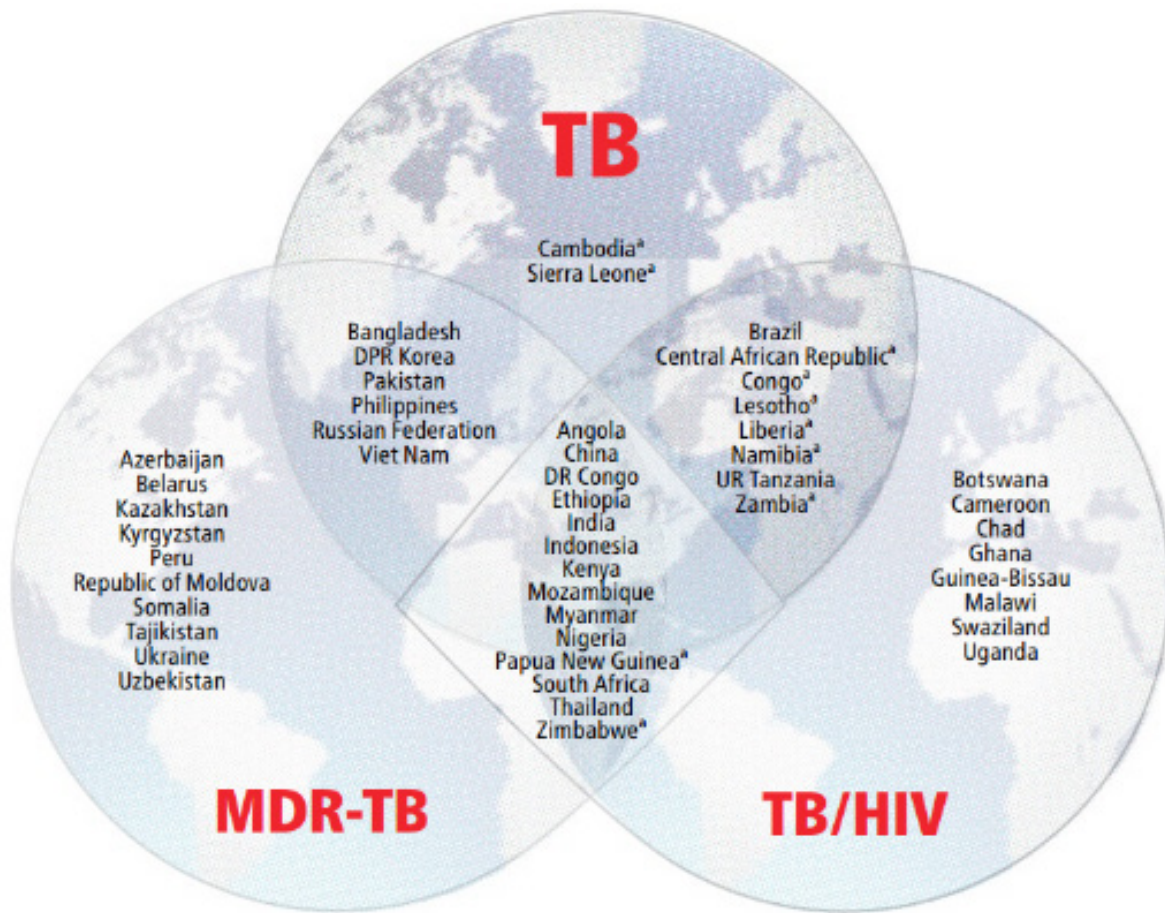 TB
Cambodiaª
Sierra Leoneª
Bangladesh
DPR Korea
Pakistan
Philippines
Russian Federation
Viet Nam
Brazil
Central African Republicª
Congoª
Lesothoª
Liberiaª
Namibiaª
UR Tanzania
Zambiaª
Angola
China
DR Congo
Ethiopia
India
Indonesia
Kenya
Mozambique
Myanmar
Nigeria
Papua New Guineaª
South Africa
Thailand
Zimbabweª
Azerbaijan
Belarus
Kazakhstan
Kyrgyzstan
Peru
Republic of Moldova
Somalia
Tajikistan
Ukraine
Uzbekistan
Botswana
Cameroon
Chad
Ghana
Guinea-Bissau
Malawi
Swaziland
Uganda
MDR-TB
TB/HIV